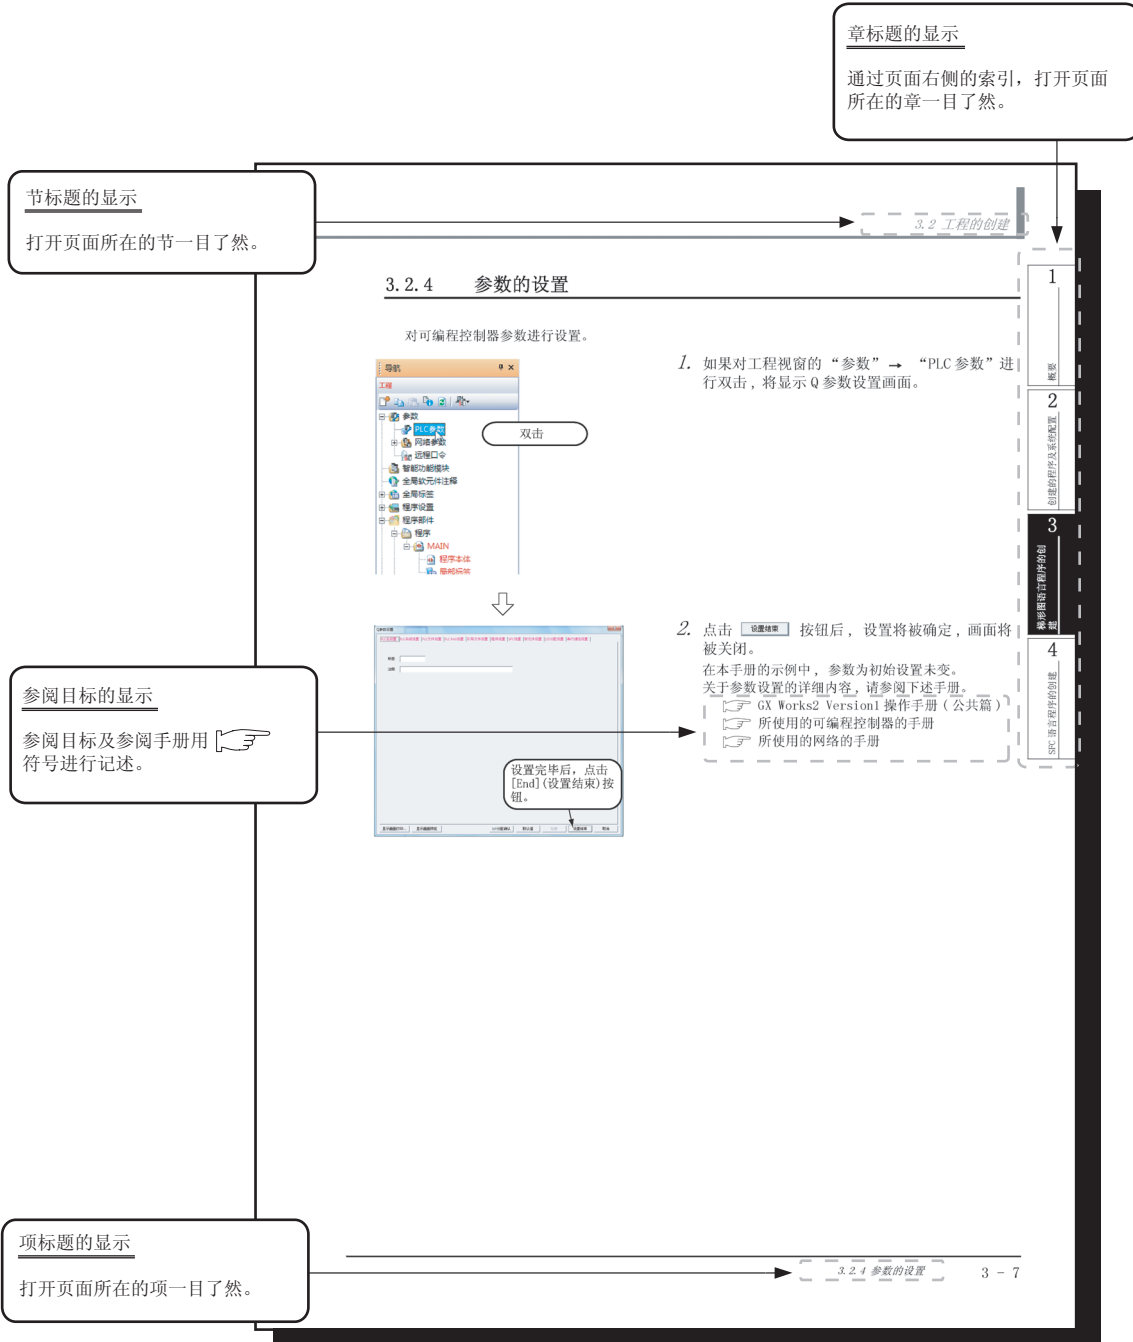 章标题的显示
通过页面右侧的索引，打开页面
所在的章一目了然。
节标题的显示
打开页面所在的节一目了然。
3.2 工程的创建
3.2.4 参数的设置
对可编程控制器参数进行设置。
导航
工程
参数
PLC参数
网络参数
远程口令
智能功能模块
全局软元件注释
全局标签
程序设置
程序部件
程序
MAIN
程序本体
局部标签
双击
1. 如果对工程视窗的“参数”→ “PLC 参数”进
行双击，将显示 Q 参数设置画面。
2. 点击 设置结束 按钮后，设置将被确定，画面将
被关闭。
在本手册的示例中，参数为初始设置未变。
关于参数设置的详细内容，请参阅下述手册。
GX Works2 Version1 操作手册(公共篇)
所使用的可编程控制器的手册
所使用的网络的手册
设置完毕后，点击
[End](设置结束)按
钮。
默认值
设置结束
取消
1
概要
2
创建的程序及系统配置
3
梯形图语言程序的创
建
4
SFC 语言程序的创建
参阅目标的显示
参阅目标及参阅手册用
符号进行记述。
项标题的显示
打开页面所在的项一目了然。
3.2.4 参数的设置
3 - 7